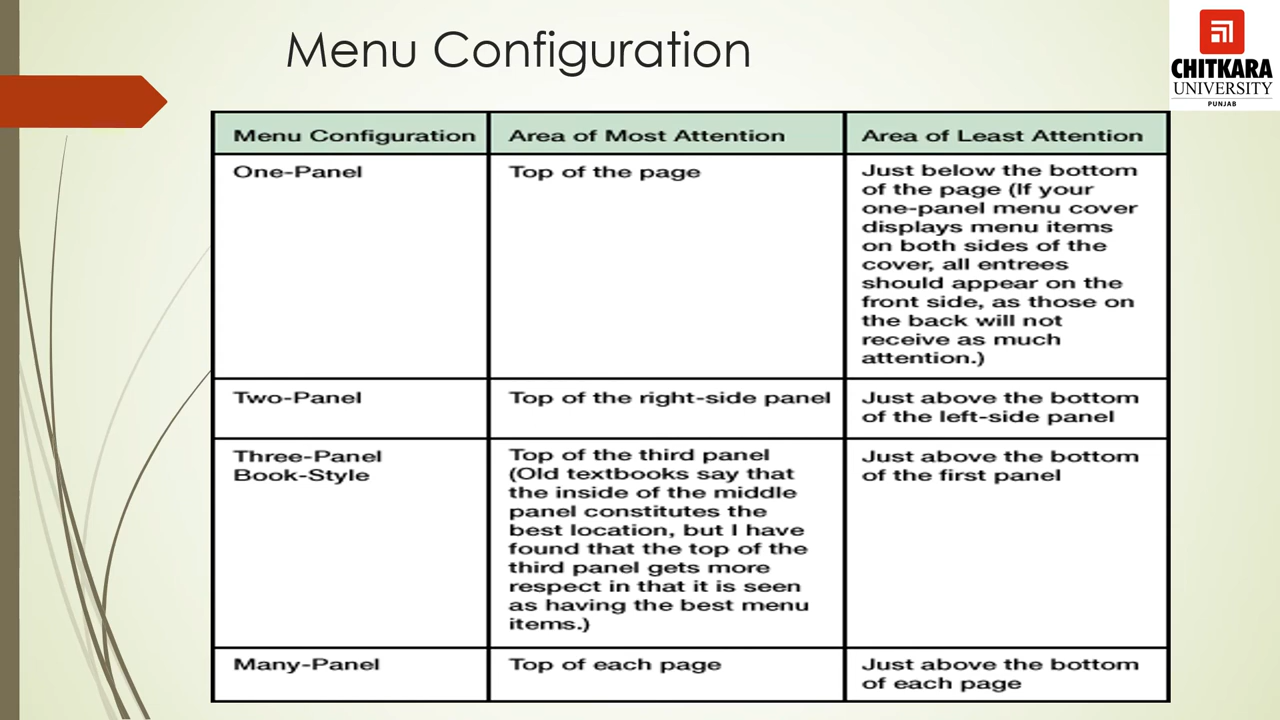 Menu Configuration
CHITKARA
UNIVERSITY
PUNJAB
Menu Configuration
Area of Most Attention
Area of Least Attention
One-Panel
Top of the page
Just below the bottom
of the page (If your
one-panel menu cover
displays menu items
on both sides of the
cover, all entrees
should appear on the
front side, as those on
the back will not
receive as much
attention.)
Two-Panel
Top of the right-side panel
Just above the bottom
of the left-side panel
Three-Panel
Book-Style
Top of the third panel
(Old textbooks say that
the inside of the middle
panel constitutes the
best location, but I have
found that the top of the
third panel gets more
respect in that it is seen
as having the best menu
items.)
Just above the bottom
of the first panel
Many-Panel
Top of each page
Just above the bottom
of each page